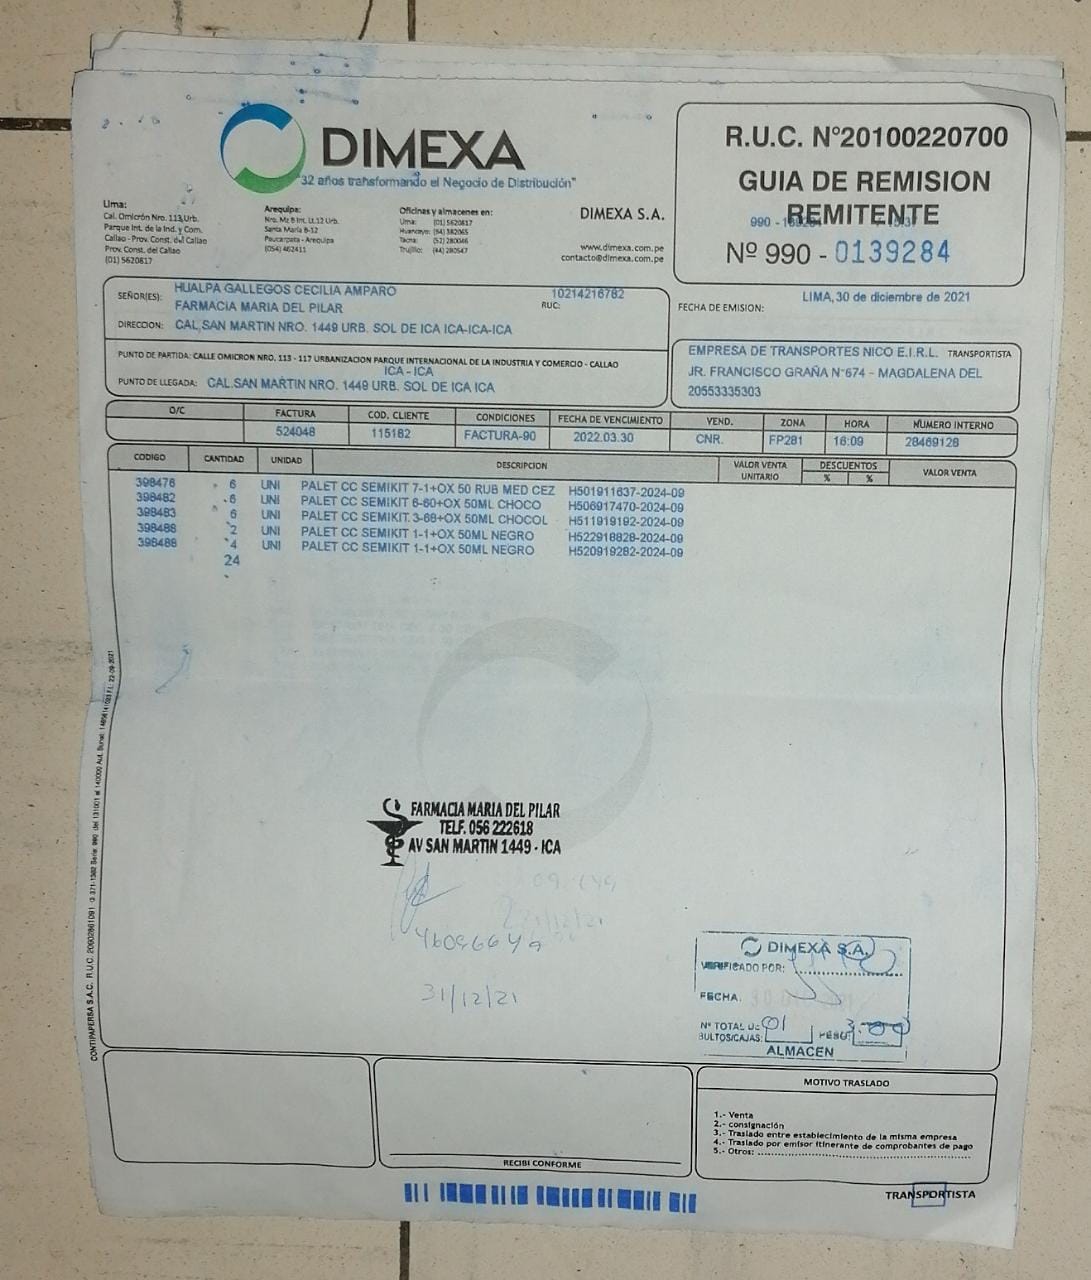 DIMEXA
"32 años transformando el Negocio de Distribución"
Lima:
Cal. Omicrón Nro. 113,Urb.
Parque Int. de la Ind. y Com.
Callao - Prov. Const. del Callao
Prov. Const. del Callao
(01) 5620817
Arequipa:
Nro. Mz B Int. Lt.12 Urb.
Santa María B-12
Paucarpata - Arequipa
(054) 462411
Oficinas y almacenes en:
Lima: (01) 5620817
Huancayo: (54) 382065
Tacna: (52) 280046
Trujillo: (44) 280547
DIMEXA S.A.
www.dimexa.com.pe
contacto@dimexa.com.pe
R.U.C. N°20100220700
GUIA DE REMISION
REMITENTE
Nº 990 - 0139284
SEÑOR(ES): HUALPA GALLEGOS CECILIA AMPARO
FARMACIA MARIA DEL PILAR
RUC: 10214216782
DIRECCION: CAL,SAN MARTIN NRO. 1449 URB. SOL DE ICA ICA-ICA-ICA
FECHA DE EMISION: LIMA,30 de diciembre de 2021
PUNTO DE PARTIDA: CALLE OMICRON NRO. 113 - 117 URBANIZACION PARQUE INTERNACIONAL DE LA INDUSTRIA Y COMERCIO - CALLAO
ICA - ICA
PUNTO DE LLEGADA: CAL.SAN MARTIN NRO. 1449 URB. SOL DE ICA ICA
EMPRESA DE TRANSPORTES NICO E.I.R.L. TRANSPORTISTA
JR. FRANCISCO GRAÑA N°674 - MAGDALENA DEL
20553335303
O/C FACTURA COD. CLIENTE CONDICIONES FECHA DE VENCIMIENTO VEND. ZONA HORA NÚMERO INTERNO
524048 115182 FACTURA-90 2022.03.30 CNR. FP281 16:09 28469128
CODIGO CANTIDAD UNIDAD DESCRIPCION VALOR VENTA UNITARIO DESCUENTOS % % VALOR VENTA
398476 6 UNI PALET CC SEMIKIT 7-1+OX 50 RUB MED CEZ H501911637-2024-09
398482 6 UNI PALET CC SEMIKIT 6-60+OX 50ML CHOCO H506917470-2024-09
398483 6 UNI PALET CC SEMIKIT. 3-68+OX 50ML CHOCOL H511919192-2024-09
398488 2 UNI PALET CC SEMIKIT 1-1+OX 50ML NEGRO H522918828-2024-09
398488 4 UNI PALET CC SEMIKIT 1-1+OX 50ML NEGRO H520919282-2024-09
24
FARMACIA MARIA DEL PILAR
TELF. 056 222618
AV SAN MARTIN 1449 - ICA
31/12/21
DIMEXA S.A.
VERIFICADO POR:
FECHA.
Nº TOTAL DE
BULTOS/CAJAS: 01 PESO:
ALMACEN
MOTIVO TRASLADO
1.- Venta
2.- consignación
3.- Traslado entre establecimiento de la misma empresa
4.- Traslado por emisor itinerante de comprobantes de pago
5.- Otros:
RECIBI CONFORME
TRANSPORTISTA